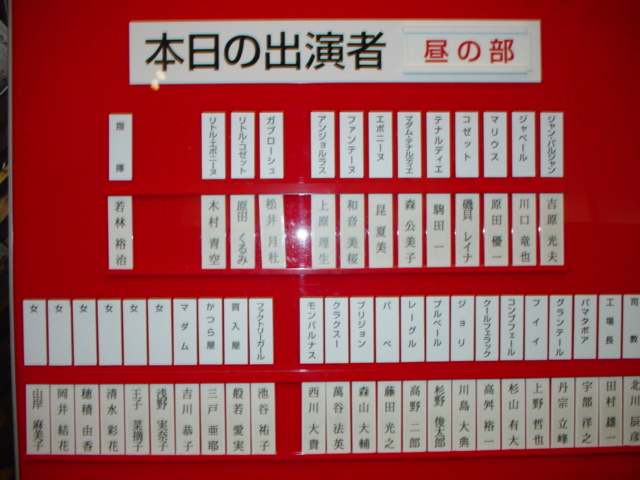 本日の出演者
昼の部
ジャン・バルジャン
吉原 光夫
ジャベール
川口 竜也
マリウス
原田 優一
コゼット
磯貝 レイナ
テナルディエ
駒田 一
マダム・テナルディエ
森 公美子
エポニーヌ
昆 夏美
ファンテーヌ
和音 美桜
アンジョルラス
上原 理生
ガブローシュ
松井 月杜
リトル・コゼット
原田 くるみ
リトル・エポニーヌ
木村 青空
指揮
若林 裕治
司教
北川 辰彦
工場長
田村 雄一
バマタボア
宇部 洋之
グランテール
丹宗 立峰
フイイ
上野 哲也
コンブフェール
杉山 有大
クールフェラック
高舛 裕一
ジョリ
川島 大典
プルベール
杉野 俊太郎
レーグル
高野 二郎
バベ
藤田 光之
ブリジョン
森山 大輔
クラクスー
萬谷 法英
モンパルナス
西川 大貴
ファクトリーガール
池谷 祐子
買入屋
般若 愛実
かつら屋
三戸 亜耶
マダム
吉川 恭子
女
浅野 実奈子
女
王子 菜摘子
女
清水 彩花
女
穂積 由香
女
岡井 結花
女
山岸 麻美子